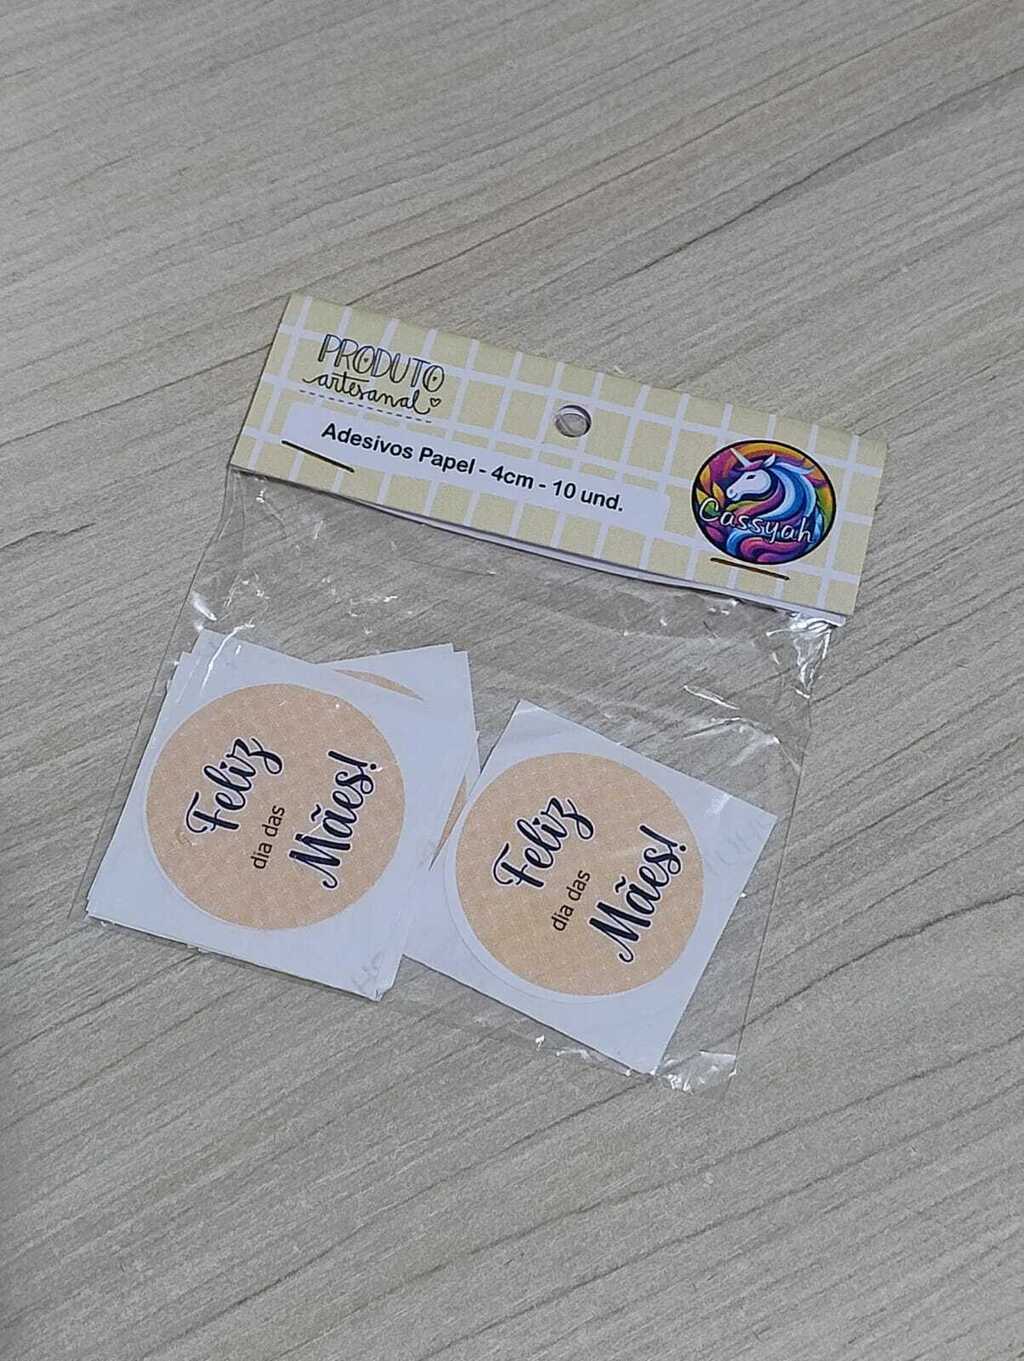 PRODUTO
artesanal
Adesivos Papel - 4cm - 10 und.
Cassyah
Feliz
dia das
Mães!
Feliz
dia das
Mães!